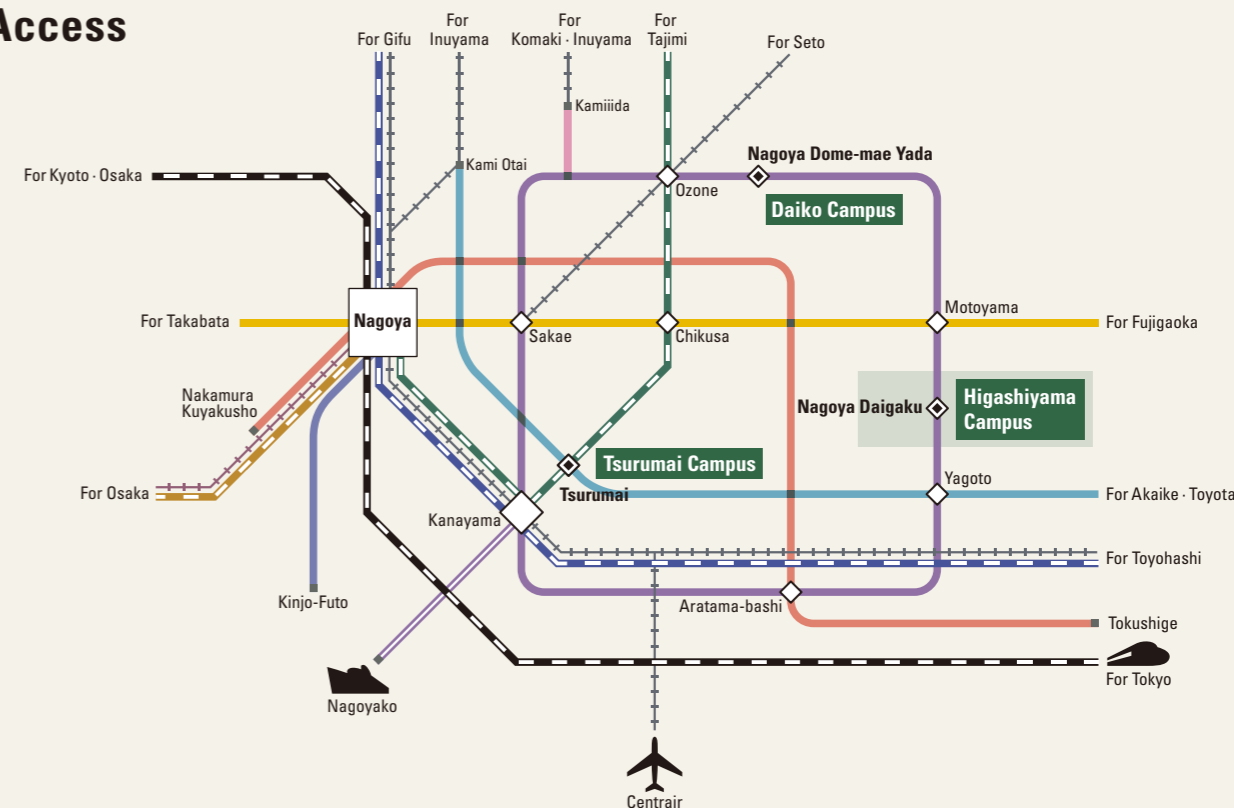 Access
For Gifu
For
Inuyama
For
Komaki · Inuyama
For
Tajimi
For Seto
Kamiiida
Kami Otai
Nagoya Dome-mae Yada
For Kyoto · Osaka
Ozone
Daiko Campus
Motoyama
For Takabata
Nagoya
Sakae
Chikusa
For Fujigaoka
Nakamura
Kuyakusho
Nagoya Daigaku
Higashiyama
Campus
Tsurumai Campus
Yagoto
For Osaka
Tsurumai
For Akaike · Toyota
Kanayama
For Toyohashi
Kinjo-Futo
Aratama-bashi
Tokushige
For Tokyo
Nagoyako
Centrair